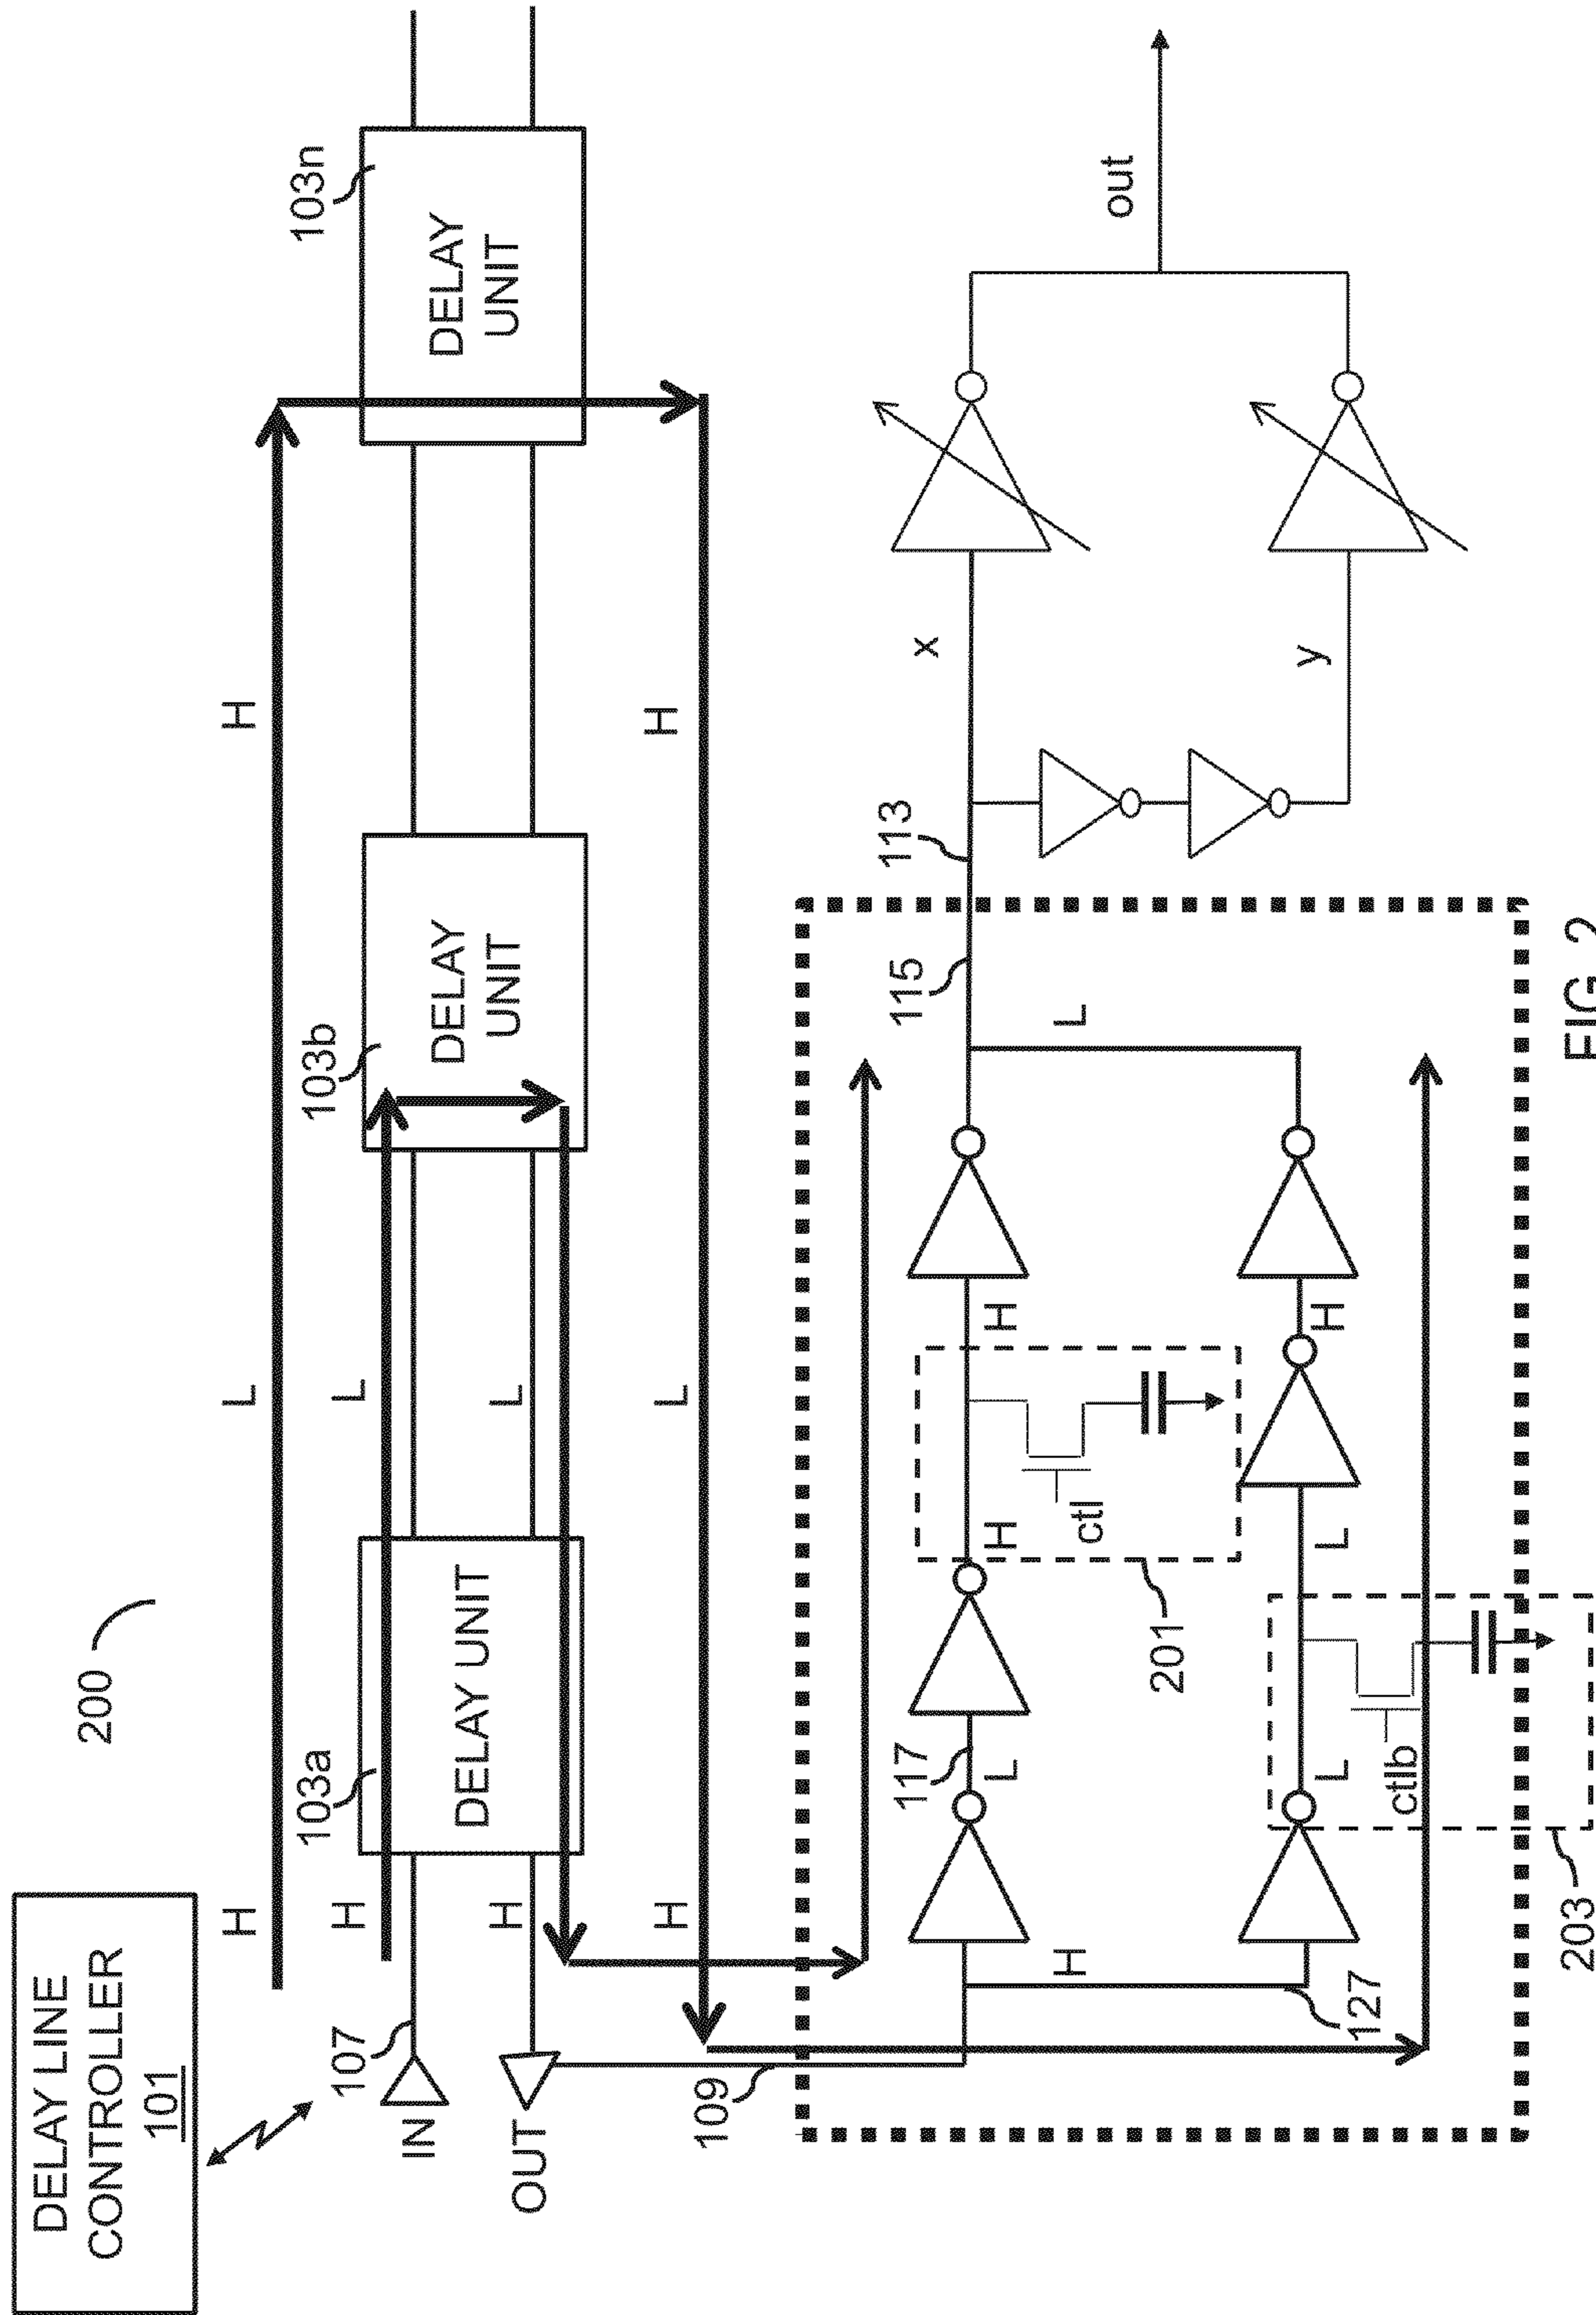 DELAY LINE
CONTROLLER
101
200
H
L
H
103a
103b
103n
107
IN
H
L
DELAY UNIT
DELAY
UNIT
DELAY
UNIT
OUT
H
L
H
L
H
109
117
L
H
H
115
113
x
out
H
201
ctl
L
127
L
L
H
y
203
ctlb
FIG. 2